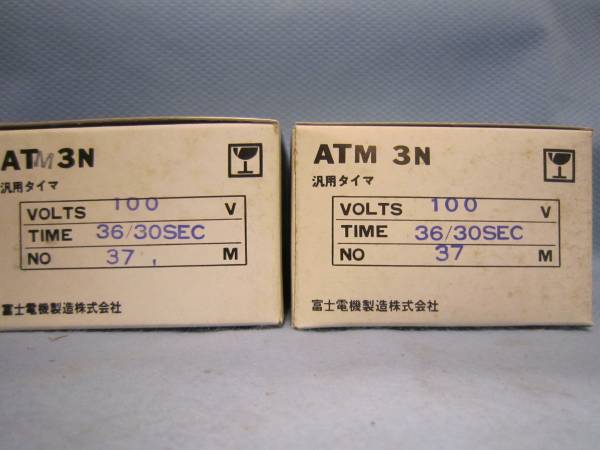 ATM 3N
汎用タイマ
VOLTS 100 V
TIME 36/30SEC
NO 37 M
富士電機製造株式会社
ATM 3N
汎用タイマ
VOLTS 100 V
TIME 36/30SEC
NO 37 M
富士電機製造株式会社